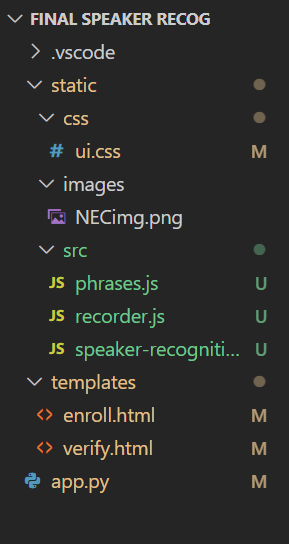 FINAL SPEAKER RECOG
.vscode
static
css
# ui.css M
images
NECimg.png
src
JS phrases.js U
JS recorder.js U
JS speaker-recogniti... U
templates
<> enroll.html M
<> verify.html M
app.py M